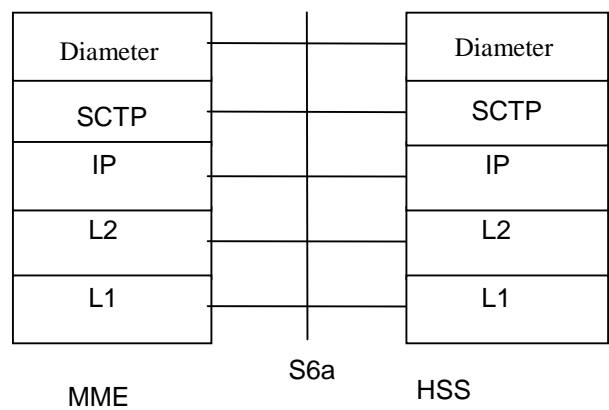 Diameter
Diameter
SCTP
SCTP
IP
IP
L2
L2
L1
L1
S6a
MME
HSS